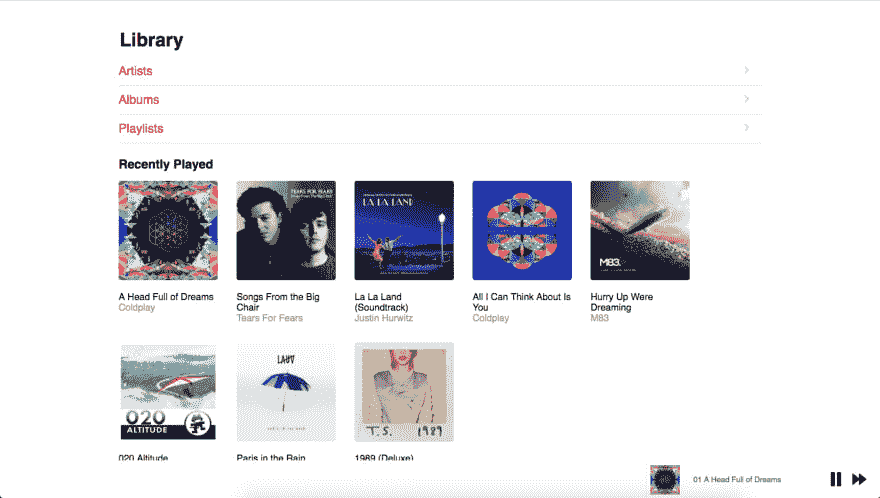 Library
Artists
Albums
Playlists
Recently Played
TEARS FOR FEARS
LA LA LAND
M83.
A Head Full of Dreams
Coldplay
Songs From the Big
Chair
Tears For Fears
La La Land
(Soundtrack)
Justin Hurwitz
All I Can Think About Is
You
Coldplay
Hurry Up Were
Dreaming
M83
020
ALTITUDE
LAUV
T.S. 1989
020 Altitude
Paris in the Rain
1989 (Deluxe)
01 A Head Full of Dreams